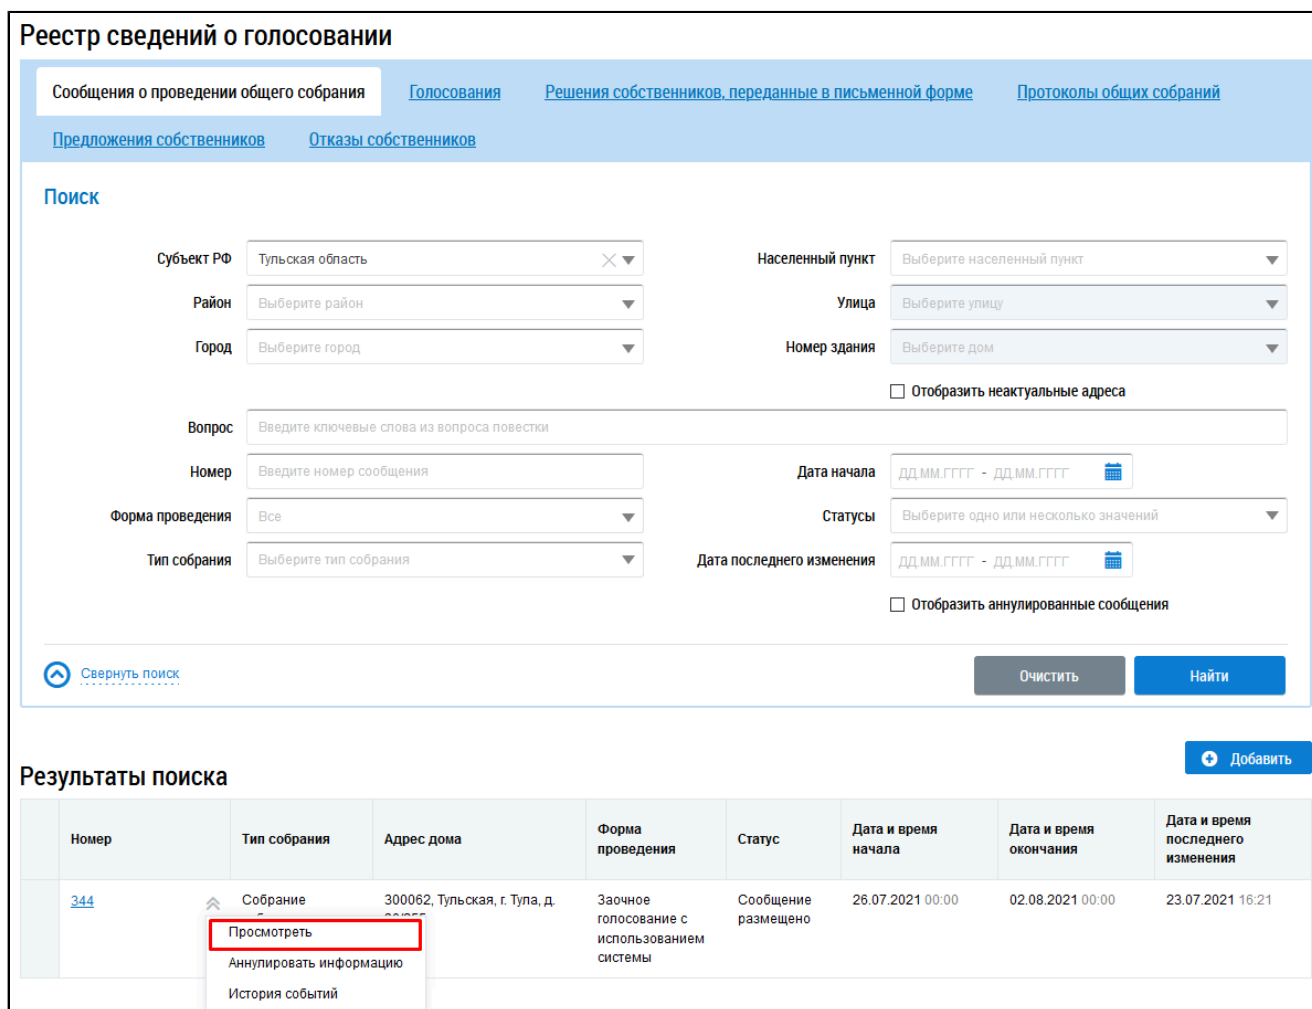 Реестр сведений о голосовании
Сообщения о проведении общего собрания Голосования Решения собственников, переданные в письменной форме Протоколы общих собраний
Предложения собственников Отказы собственников
Поиск
Субъект РФ Тульская область Населенный пункт Выберите населенный пункт
Район Выберите район Улица Выберите улицу
Город Выберите город Номер здания Выберите дом
Отобразить неактуальные адреса
Вопрос Введите ключевые слова из вопроса повестки
Номер Введите номер сообщения Дата начала ДД.ММ.ГГГГ - ДД.ММ.ГГГГ
Форма проведения Все Статусы Выберите одно или несколько значений
Тип собрания Выберите тип собрания Дата последнего изменения ДД.ММ.ГГГГ - ДД.ММ.ГГГГ
Отобразить аннулированные сообщения
Свернуть поиск Очистить Найти
Добавить
Результаты поиска
Номер Тип собрания Адрес дома Форма проведения Статус Дата и время начала Дата и время окончания Дата и время последнего изменения
344 Собрание 300062, Тульская, г. Тула, д. Заочное голосование с использованием системы Сообщение размещено 26.07.2021 00:00 02.08.2021 00:00 23.07.2021 16:21
Просмотреть
Аннулировать информацию
История событий